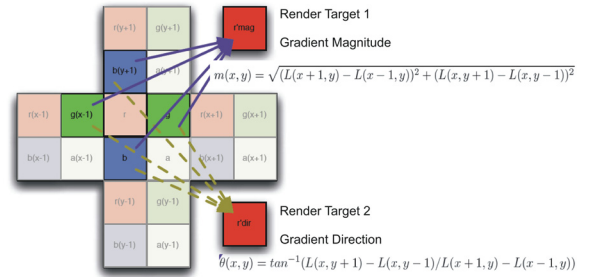 r(y+1) g(y+1)
r'mag
Render Target 1
Gradient Magnitude
b(y+1) a(y+1)
m(x, y) = √(L(x+1, y) − L(x−1, y))² + (L(x, y+1) − L(x, y−1))²
r(x-1) g(x-1) r g r(x+1) g(x+1)
b(x-1) a(x-1) b a b(x+1) a(x+1)
r(y-1) g(y-1)
r'dir
Render Target 2
Gradient Direction
b(y-1) a(y-1)
θ(x, y) = tan⁻¹(L(x, y+1) − L(x, y−1)/L(x+1, y) − L(x−1, y))